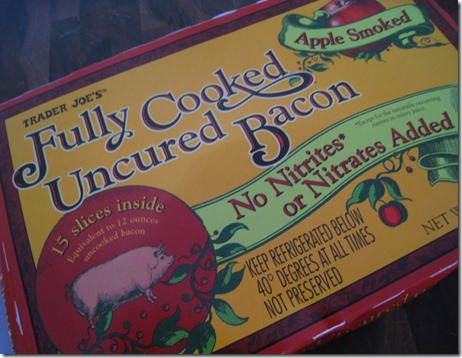 Apple Smoked
TRADER JOE'S®
Fully Cooked
Uncured Bacon
*Except for the naturally occurring
nitrites in celery juice.
No Nitrites*
or Nitrates Added
15 slices inside
Equivalent to 12 ounces
uncooked bacon
KEEP REFRIGERATED BELOW
40° DEGREES AT ALL TIMES
NOT PRESERVED
NET